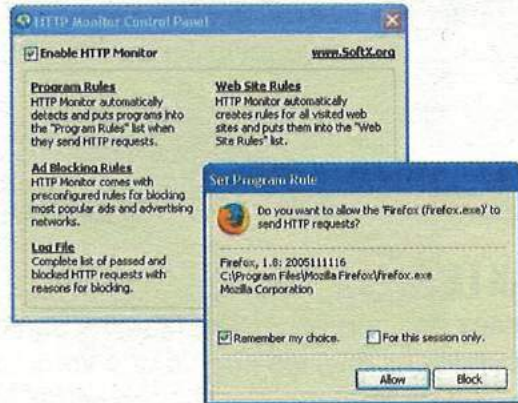 HTTP Monitor Control Panel
Enable HTTP Monitor
www.SoftX.org
Program Rules
HTTP Monitor automatically
detects and puts programs into
the "Program Rules" list when
they send HTTP requests.
Web Site Rules
HTTP Monitor automatically
creates rules for all visited web
sites and puts them into the "Web
Site Rules" list.
Ad Blocking Rules
HTTP Monitor comes with
preconfigured rules for blocking
most popular ads and advertising
networks.
Log File
Complete list of passed and
blocked HTTP requests with
reasons for blocking.
Set Program Rule
Do you want to allow the 'Firefox (firefox.exe)' to
send HTTP requests?
Firefox, 1.8: 2005111116
C:\Program Files\Mozilla Firefox\firefox.exe
Mozilla Corporation
Remember my choice.
For this session only.
Allow
Block